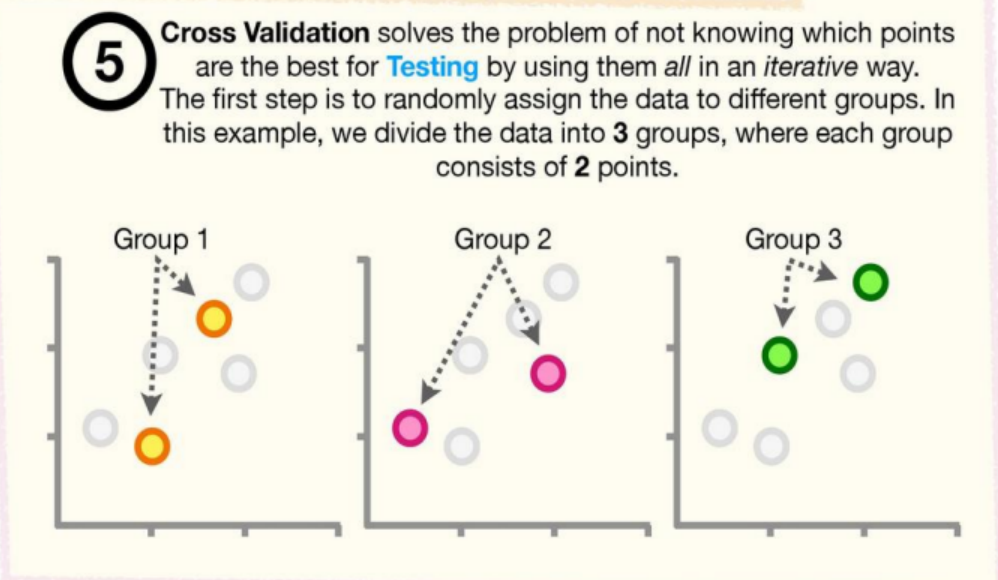 5
Cross Validation solves the problem of not knowing which points
are the best for Testing by using them all in an iterative way.
The first step is to randomly assign the data to different groups. In
this example, we divide the data into 3 groups, where each group
consists of 2 points.
Group 1
Group 2
Group 3